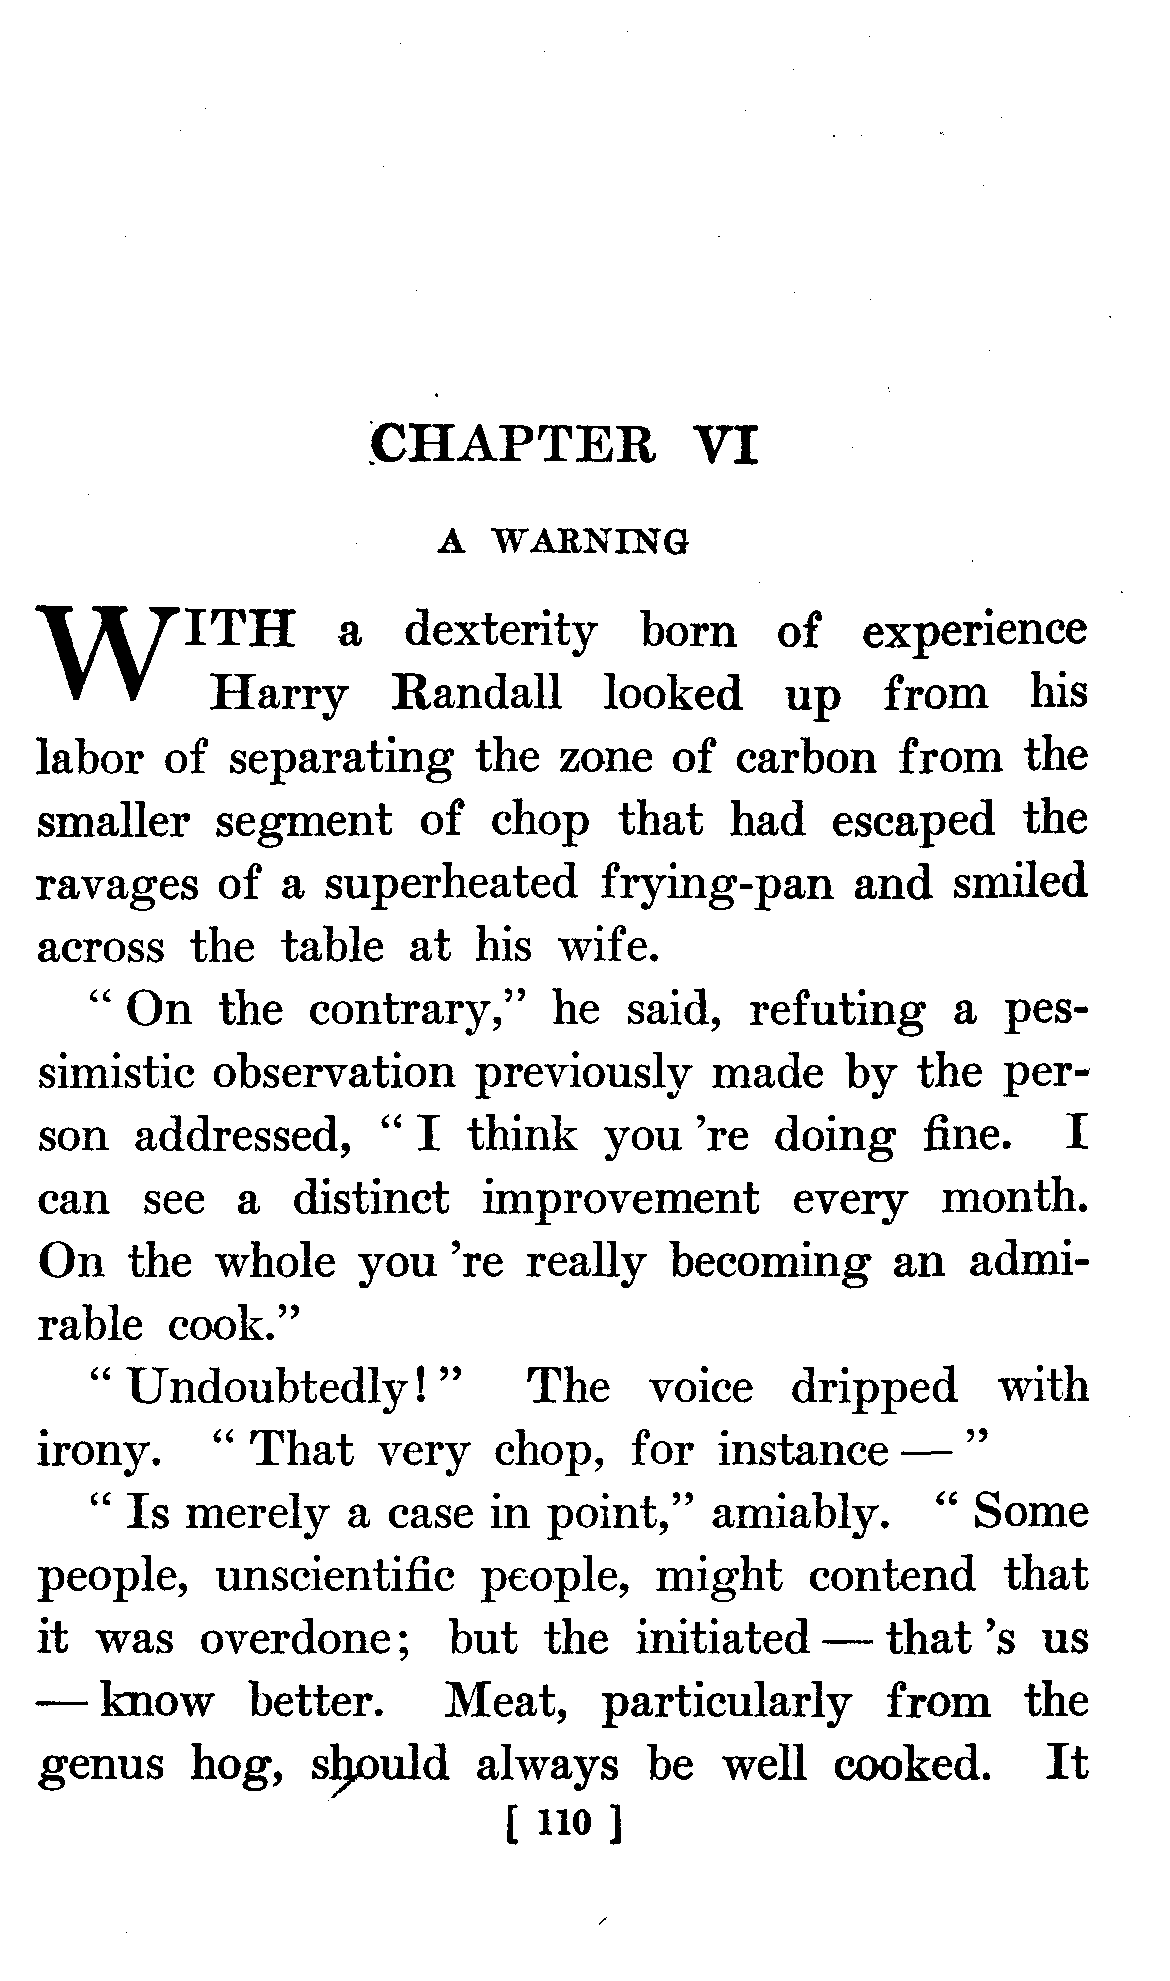 CHAPTER VI
A WARNING
WITH a dexterity born of experience
Harry Randall looked up from his
labor of separating the zone of carbon from the
smaller segment of chop that had escaped the
ravages of a superheated frying-pan and smiled
across the table at his wife.
“ On the contrary,” he said, refuting a pes-
simistic observation previously made by the per-
son addressed, “ I think you ’re doing fine. I
can see a distinct improvement every month.
On the whole you ’re really becoming an admi-
rable cook.”
“ Undoubtedly! ” The voice dripped with
irony. “ That very chop, for instance — ”
“ Is merely a case in point,” amiably. “ Some
people, unscientific people, might contend that
it was overdone; but the initiated — that ’s us
— know better. Meat, particularly from the
genus hog, should always be well cooked. It
[ 110 ]